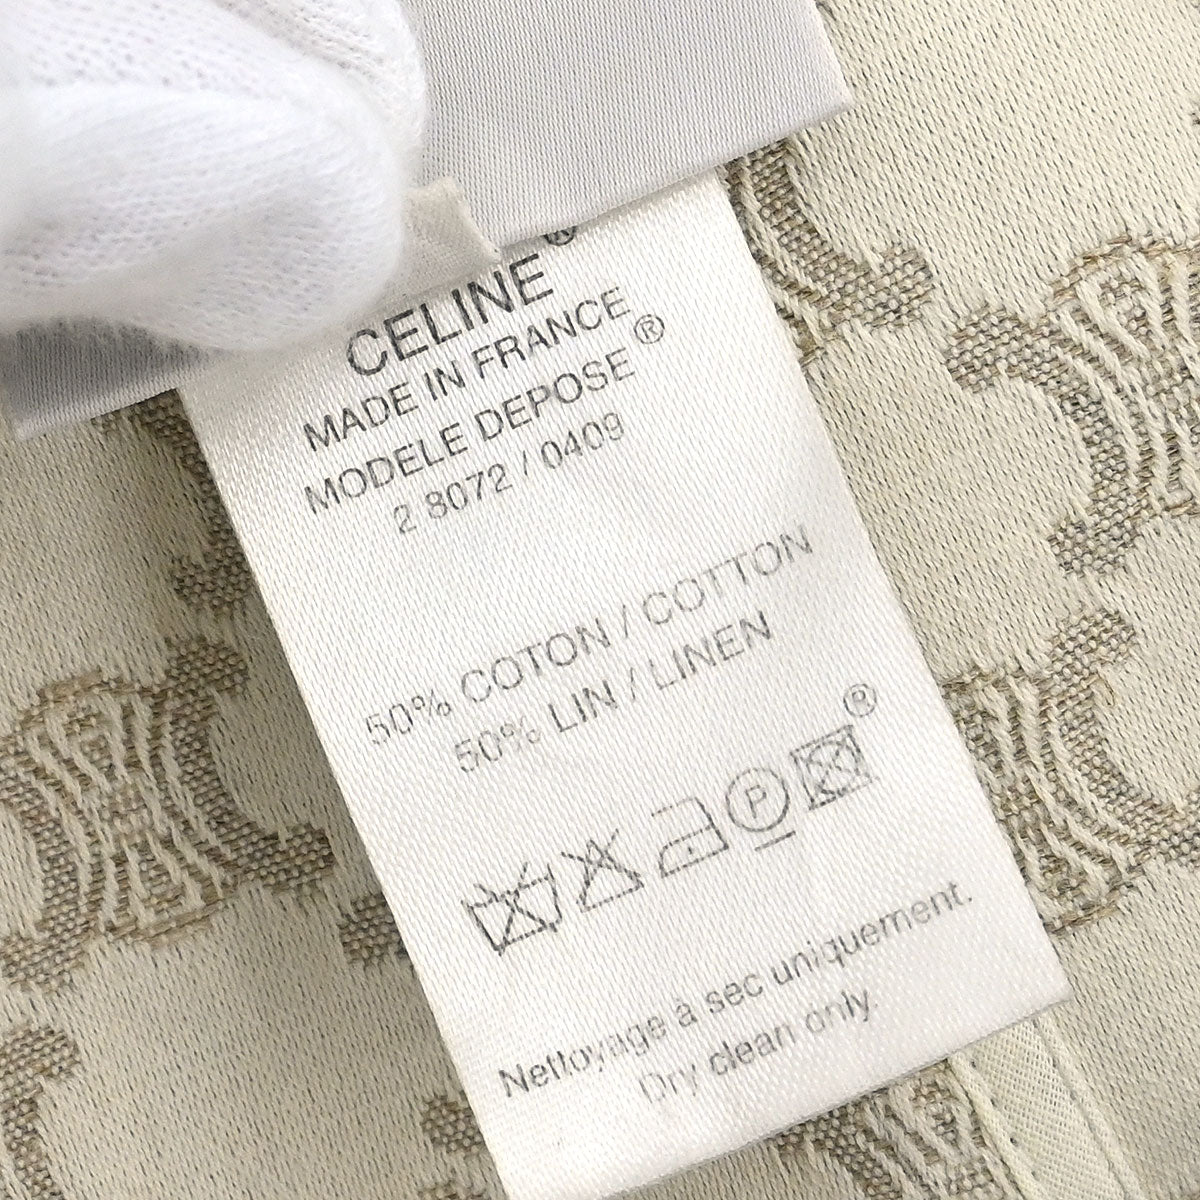 CELINE®
MADE IN FRANCE
MODELE DEPOSE®
2 8072 / 0409
50% COTON / COTTON
50% LIN / LINEN
P ®
Nettoyage à sec uniquement.
Dry clean only.